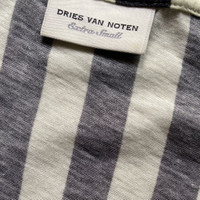 DRIES VAN NOTEN
Extra-Small